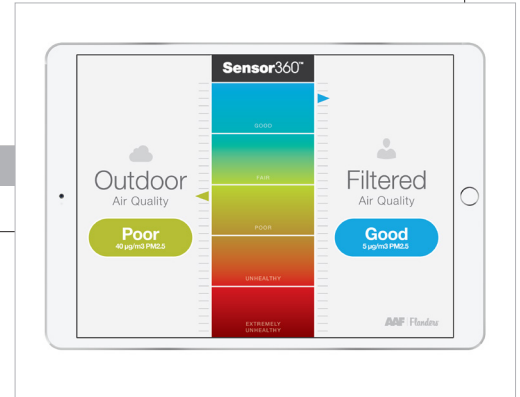 Sensor360™
GOOD
FAIR
POOR
UNHEALTHY
EXTREMELY
UNHEALTHY
Outdoor
Air Quality
Poor
40 µg/m3 PM2.5
Filtered
Air Quality
Good
5 µg/m3 PM2.5
AAF Flanders